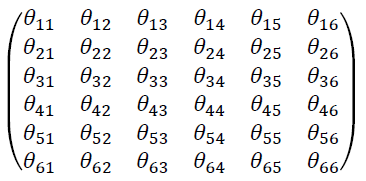 θ₁₁ θ₁₂ θ₁₃ θ₁₄ θ₁₅ θ₁₆
θ₂₁ θ₂₂ θ₂₃ θ₂₄ θ₂₅ θ₂₆
θ₃₁ θ₃₂ θ₃₃ θ₃₄ θ₃₅ θ₃₆
θ₄₁ θ₄₂ θ₄₃ θ₄₄ θ₄₅ θ₄₆
θ₅₁ θ₅₂ θ₅₃ θ₅₄ θ₅₅ θ₅₆
θ₆₁ θ₆₂ θ₆₃ θ₆₄ θ₆₅ θ₆₆